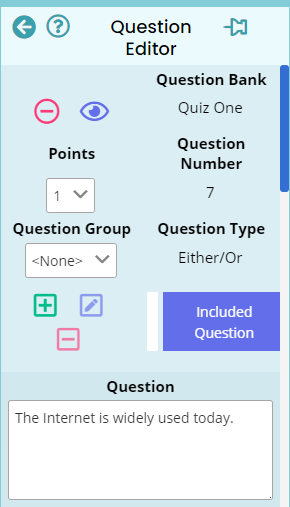 Question
Editor
Question Bank
Quiz One
Points
1
Question
Number
7
Question Group
<None>
Question Type
Either/Or
Included
Question
Question
The Internet is widely used today.